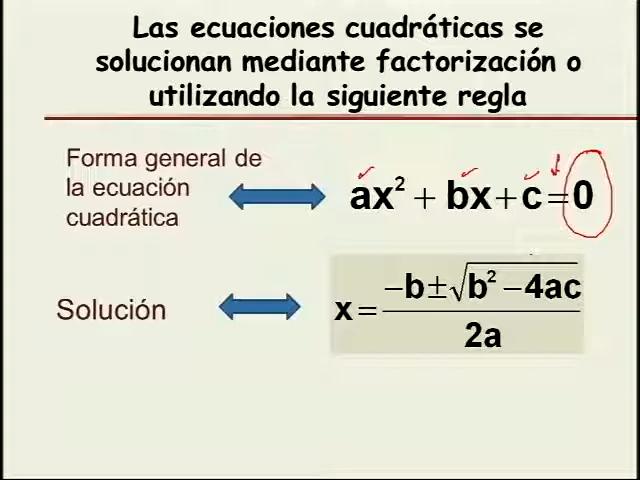 Las ecuaciones cuadráticas se
solucionan mediante factorización o
utilizando la siguiente regla
Forma general de
la ecuación
cuadrática
ax² + bx + c = 0
Solución
x = (−b ± √(b² − 4ac)) / 2a